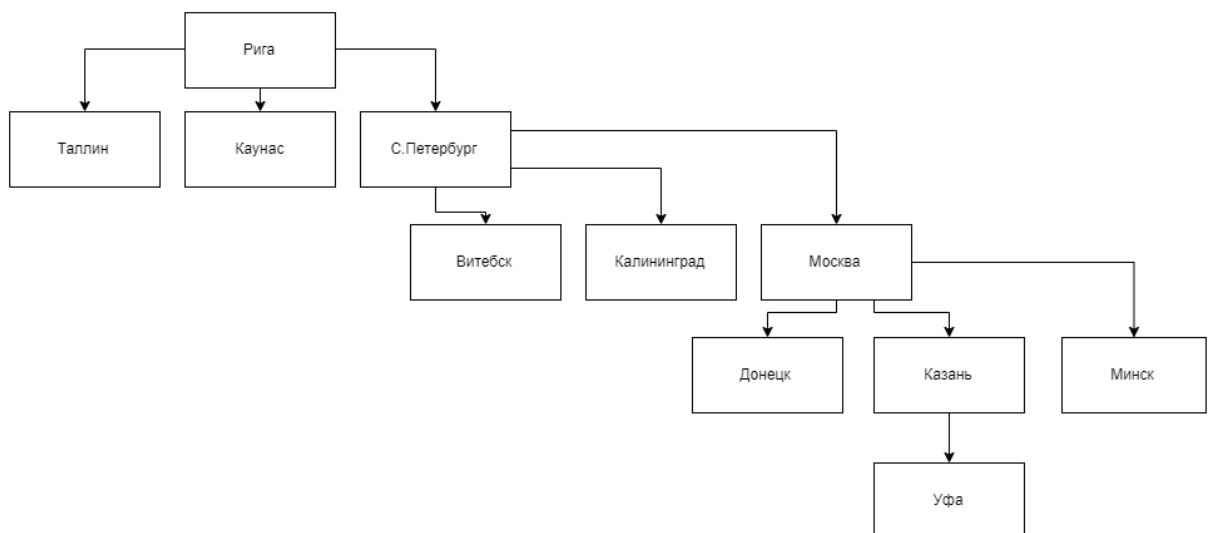 Рига
Таллин
Каунас
С.Петербург
Витебск
Калининград
Москва
Донецк
Казань
Минск
Уфа